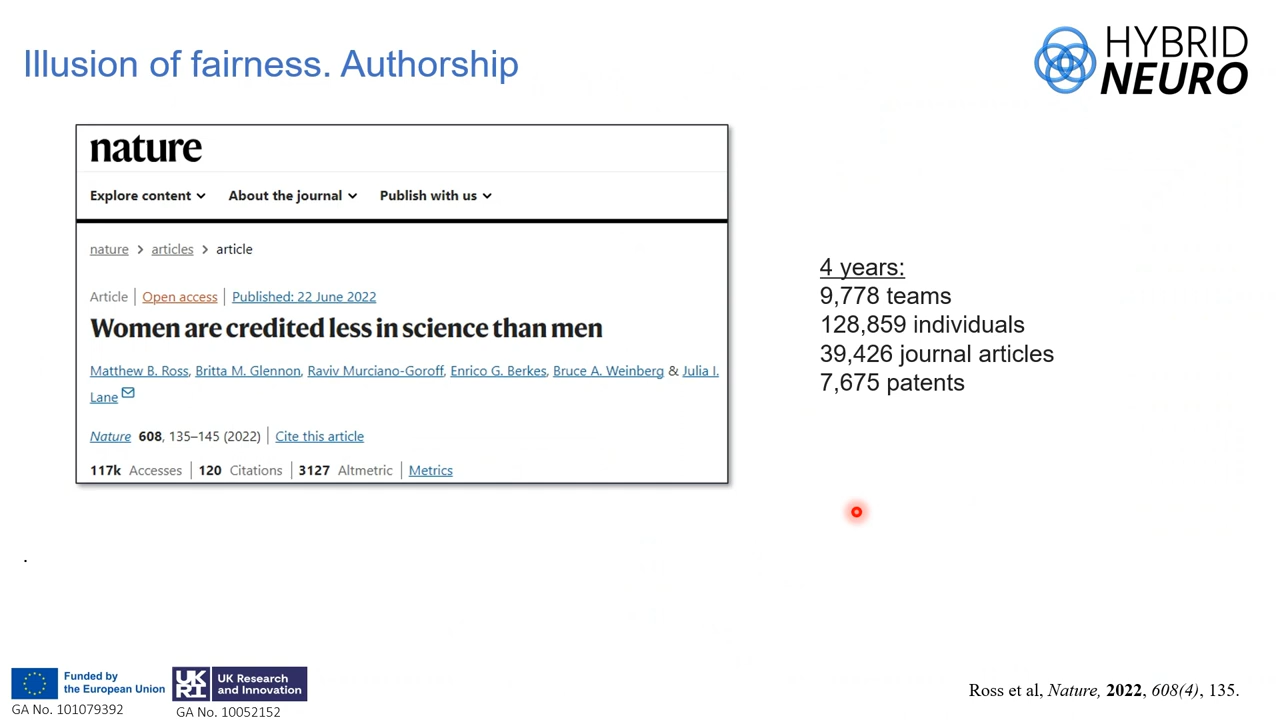 Illusion of fairness. Authorship
HYBRID
NEURO
nature
Explore content About the journal Publish with us
nature > articles > article
Article | Open access | Published: 22 June 2022
Women are credited less in science than men
Matthew B. Ross, Britta M. Glennon, Raviv Murciano-Goroff, Enrico G. Berkes, Bruce A. Weinberg & Julia I.
Lane
Nature 608, 135–145 (2022) | Cite this article
117k Accesses | 120 Citations | 3127 Altmetric | Metrics
4 years:
9,778 teams
128,859 individuals
39,426 journal articles
7,675 patents
.
Funded by
the European Union
GA No. 101079392
UK
RI
UK Research
and Innovation
GA No. 10052152
Ross et al, Nature, 2022, 608(4), 135.